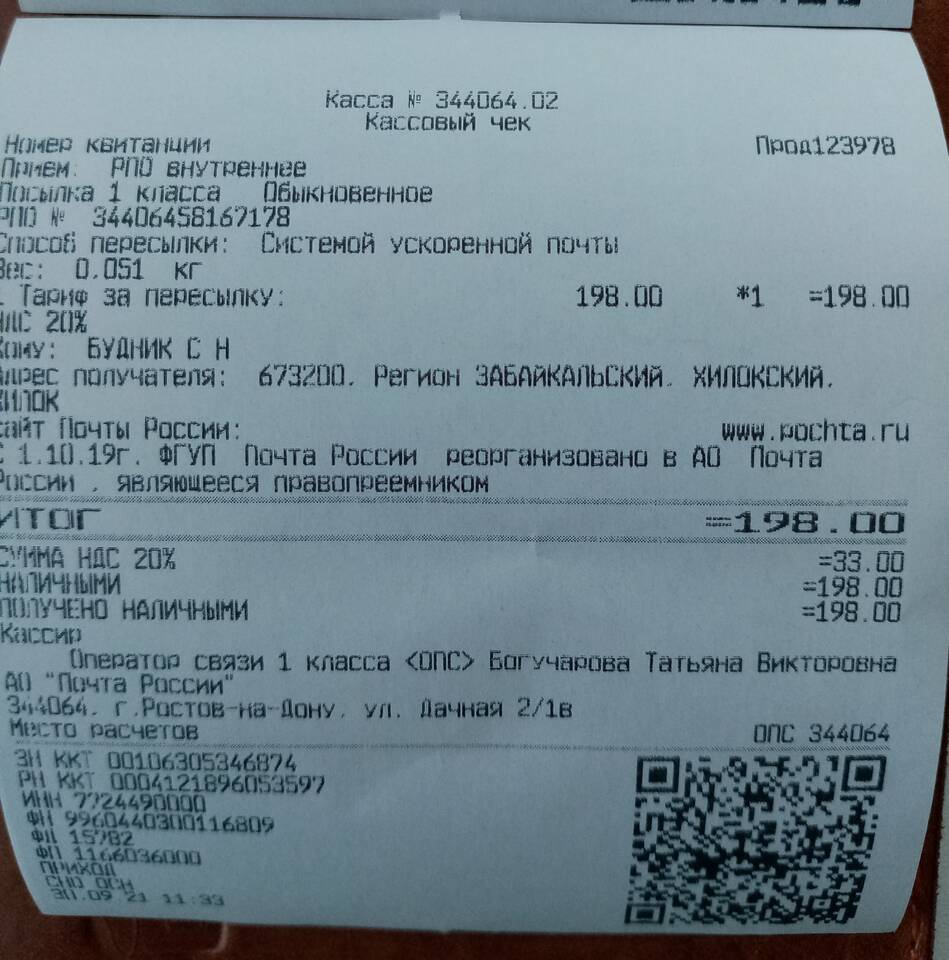 Касса № 344064.02
Кассовый чек
Номер квитанции Прод123978
Прием: РПО внутреннее
Посылка 1 класса Обыкновенное
РПО № 34406458167178
Способ пересылки: Системой ускоренной почты
Вес: 0.051 кг
1 Тариф за пересылку: 198.00 *1 =198.00
НДС 20%
Кому: БУДНИК С Н
Адрес получателя: 673200, Регион ЗАБАЙКАЛЬСКИЙ, ХИЛОКСКИЙ,
ХИЛОК
Сайт Почты России: www.pochta.ru
С 1.10.19г. ФГУП Почта России реорганизовано в АО Почта
России , являющееся правопреемником
ИТОГ =198.00
СУММА НДС 20% =33.00
НАЛИЧНЫМИ =198.00
ПОЛУЧЕНО НАЛИЧНЫМИ =198.00
Кассир
Оператор связи 1 класса <ОПС> Богучарова Татьяна Викторовна
АО "Почта России"
344064, г.Ростов-на-Дону, ул. Дачная 2/1в
Место расчетов ОПС 344064
ЗН ККТ 00106305346874
РН ККТ 0004121896053597
ИНН 7724490000
ФН 9960440300116809
ФД 15782
ФП 1166036000
ПРИХОД
СНО ОСН
30.09.21 11:33